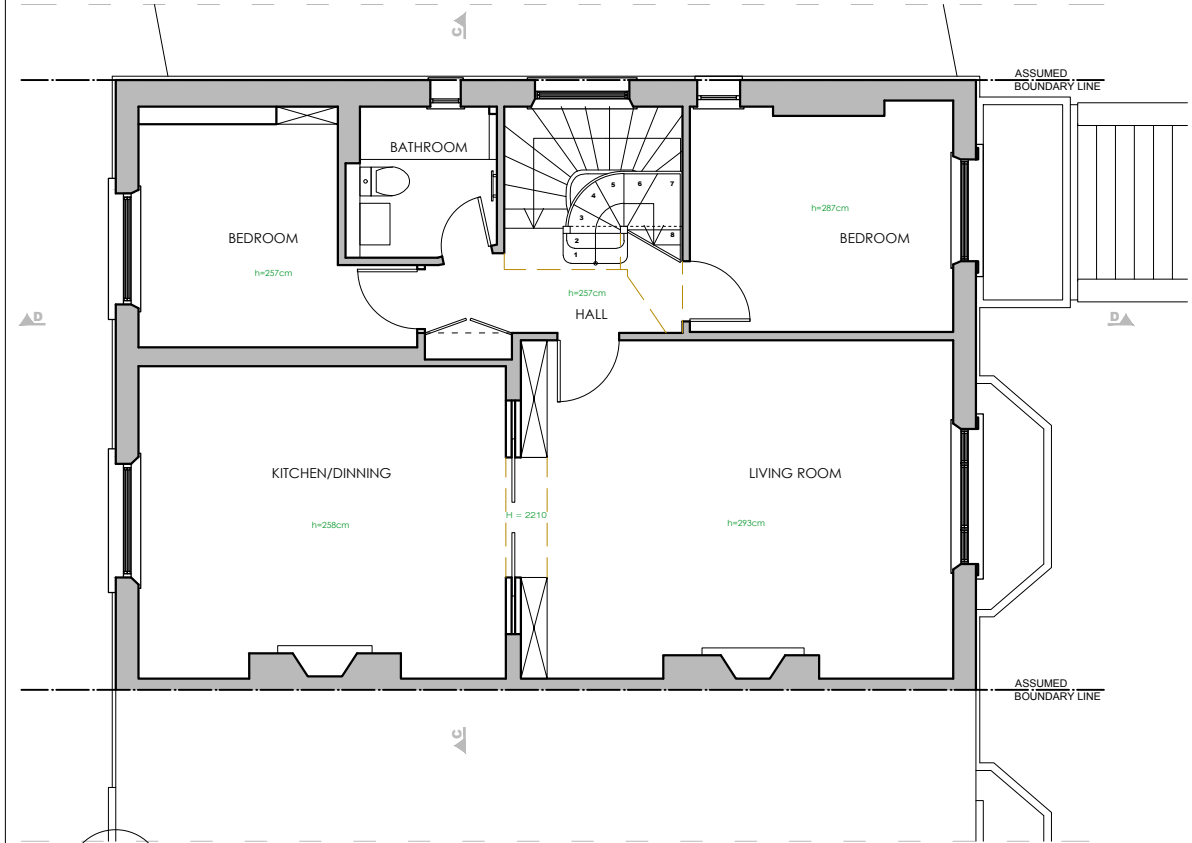 C
ASSUMED
BOUNDARY LINE
BATHROOM
5
6
7
4
3
2
1
8
h=287cm
BEDROOM
BEDROOM
h=257cm
h=257cm
HALL
D
D
KITCHEN/DINNING
LIVING ROOM
h=258cm
H = 2210
h=293cm
ASSUMED
BOUNDARY LINE
C